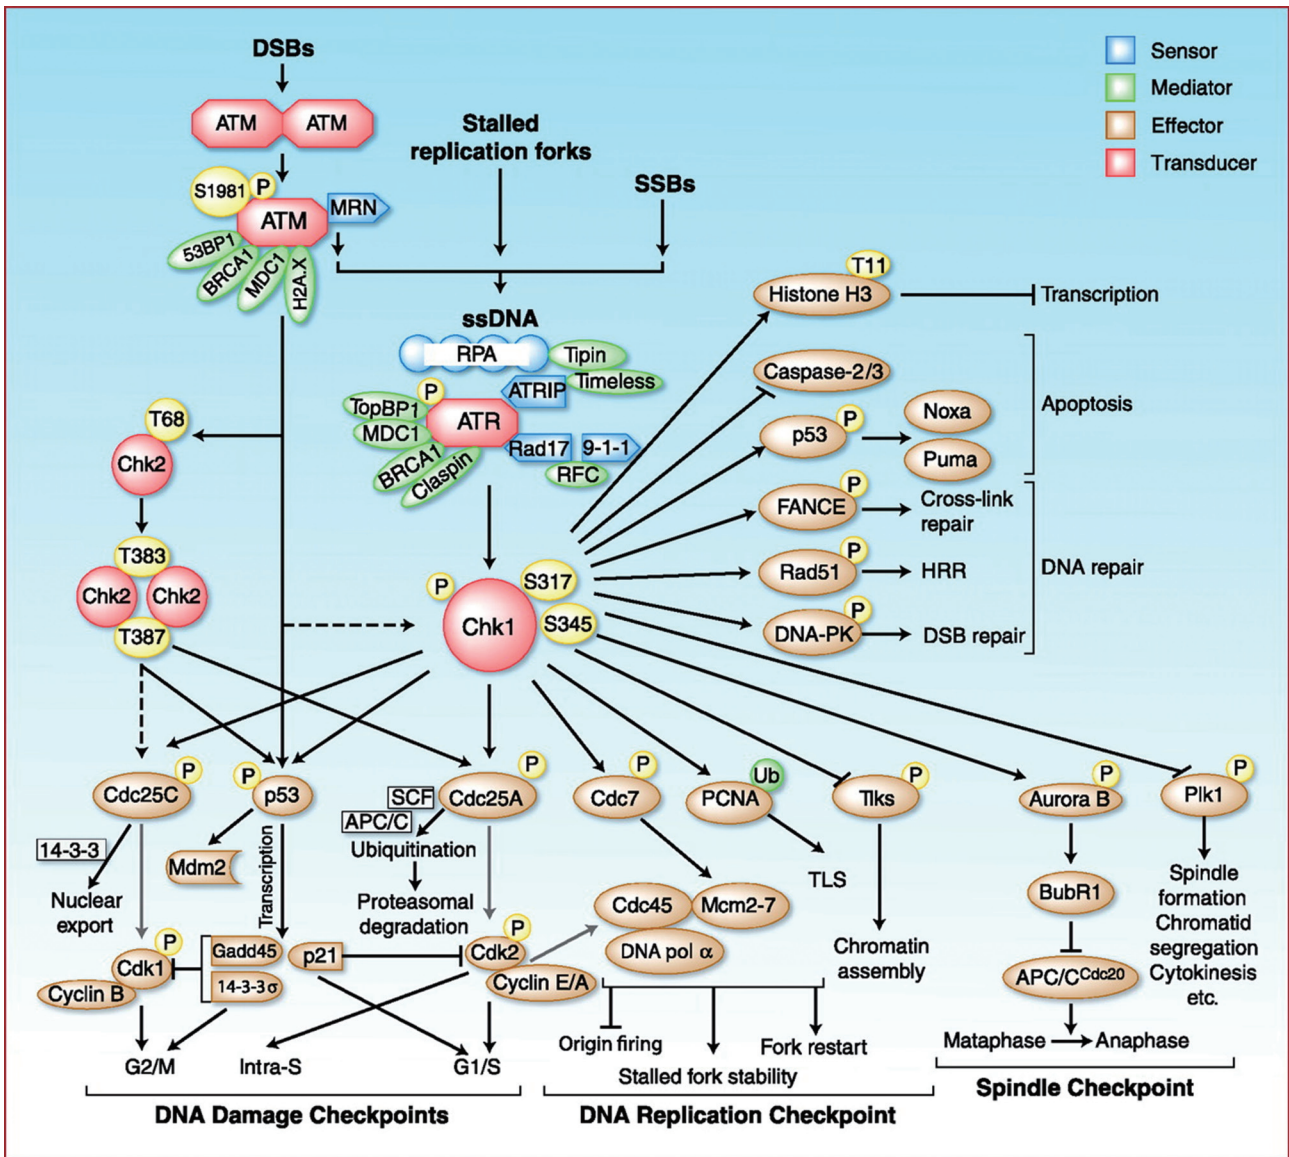 DSBs
ATM
ATM
S1981
P
ATM
MRN
53BP1
BRCA1
MDC1
H2A.X
Stalled
replication forks
SSBs
Sensor
Mediator
Effector
Transducer
ssDNA
RPA
Tipin
Timeless
ATRIP
P
TopBP1
ATR
MDC1
BRCA1
Claspin
Rad17
9-1-1
RFC
T68
Chk2
T383
Chk2
Chk2
T387
P
Chk1
S317
S345
T11
Histone H3
Transcription
Caspase-2/3
p53
P
Noxa
Puma
Apoptosis
FANCE
P
Cross-link
repair
Rad51
P
HRR
DNA-PK
P
DSB repair
DNA repair
Cdc25C
P
P
p53
SCF
APC/C
Cdc25A
P
Cdc7
P
PCNA
Ub
Tlks
P
Aurora B
P
Plk1
P
14-3-3
Nuclear
export
Mdm2
Transcription
Ubiquitination
Proteasomal
degradation
TLS
Cdc45
Mcm2-7
DNA pol α
Chromatin
assembly
BubR1
APC/CCdc20
Spindle
formation
Chromatid
segregation
Cytokinesis
etc.
Cdk1
P
Cyclin B
Gadd45
14-3-3σ
p21
Cdk2
P
Cyclin E/A
G2/M
Intra-S
G1/S
Origin firing
Stalled fork stability
Fork restart
Mataphase
Anaphase
DNA Damage Checkpoints
DNA Replication Checkpoint
Spindle Checkpoint